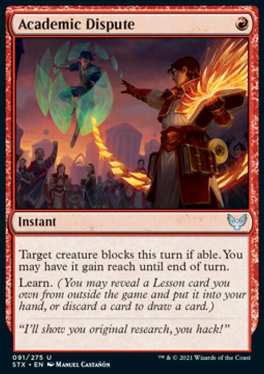 Academic Dispute
Instant
Target creature blocks this turn if able. You
may have it gain reach until end of turn.
Learn. (You may reveal a Lesson card you
own from outside the game and put it into your
hand, or discard a card to draw a card.)
"I'll show you original research, you hack!"
091/275 U
STX • EN MANUEL CASTAÑÓN
™ & © 2021 Wizards of the Coast